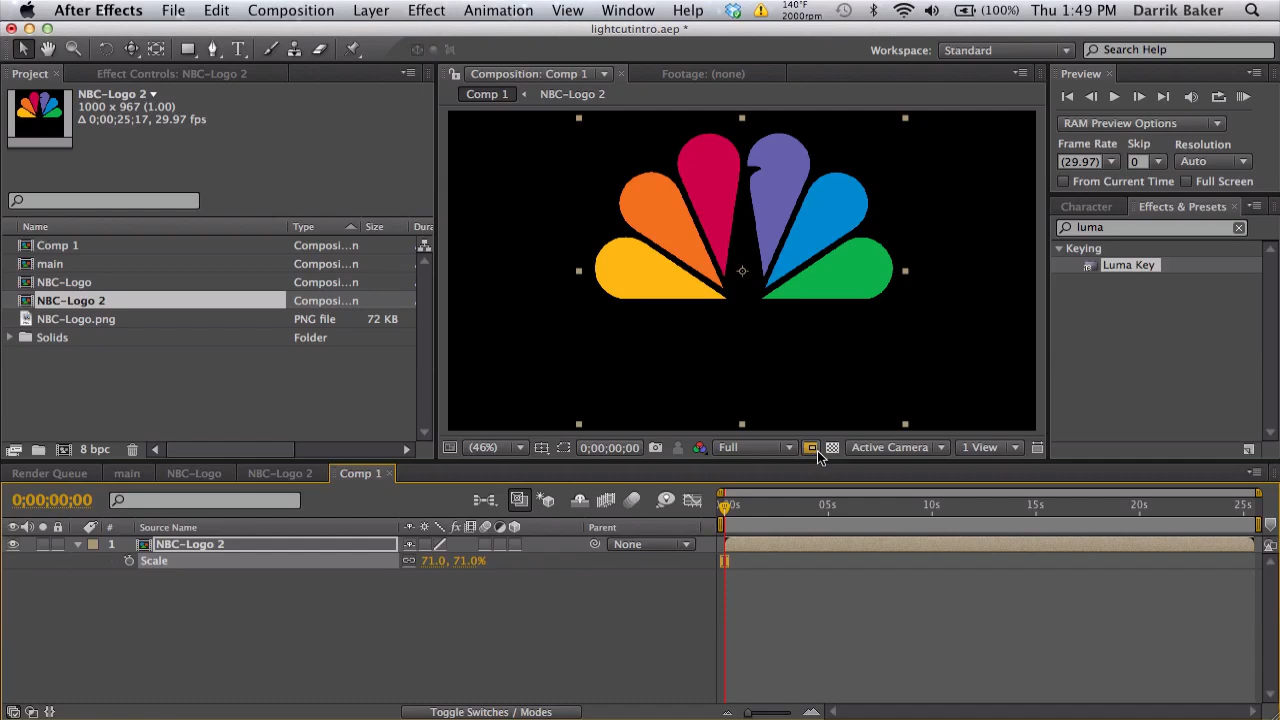 After Effects File Edit Composition Layer Effect Animation View Window Help 140°F 2000rpm (100%) Thu 1:49 PM Darrik Baker
lightcutintro.aep *
Workspace: Standard Search Help
Project Effect Controls: NBC-Logo 2 Composition: Comp 1 Footage: (none) Preview
NBC-Logo 2 Comp 1 NBC-Logo 2
1000 x 967 (1.00)
Δ 0;00;25;17, 29.97 fps
RAM Preview Options
Frame Rate Skip Resolution
(29.97) 0 Auto
From Current Time Full Screen
Character Effects & Presets
luma
Keying
Luma Key
Name Type Size Dura
Comp 1 Composi...n
main Composi...n
NBC-Logo Composi...n
NBC-Logo 2 Composi...n
NBC-Logo.png PNG file 72 KB
Solids Folder
8 bpc (46%) 0;00;00;00 Full Active Camera 1 View
Render Queue main NBC-Logo NBC-Logo 2 Comp 1
0;00;00;00 00s 05s 10s 15s 20s 25s
# Source Name Parent
1 NBC-Logo 2 None
Scale 71.0, 71.0%
Toggle Switches / Modes